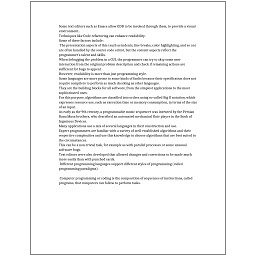 Some text editors such as Emacs allow GDB to be invoked through them, to provide a visual
environment.
Techniques like Code refactoring can enhance readability.
Some of these factors include:
The presentation aspects of this (such as indents, line breaks, color highlighting, and so on)
are often handled by the source code editor, but the content aspects reflect the
programmer's talent and skills.
When debugging the problem in a GUI, the programmer can try to skip some user
interaction from the original problem description and check if remaining actions are
sufficient for bugs to appear.
However, readability is more than just programming style.
Some languages are more prone to some kinds of faults because their specification does not
require compilers to perform as much checking as other languages.
They are the building blocks for all software, from the simplest applications to the most
sophisticated ones.
For this purpose, algorithms are classified into orders using so-called Big O notation, which
expresses resource use, such as execution time or memory consumption, in terms of the size
of an input.
As early as the 9th century, a programmable music sequencer was invented by the Persian
Banu Musa brothers, who described an automated mechanical flute player in the Book of
Ingenious Devices.
Many applications use a mix of several languages in their construction and use.
Expert programmers are familiar with a variety of well-established algorithms and their
respective complexities and use this knowledge to choose algorithms that are best suited to
the circumstances.
This can be a non-trivial task, for example as with parallel processes or some unusual
software bugs.
Text editors were also developed that allowed changes and corrections to be made much
more easily than with punched cards.
Different programming languages support different styles of programming (called
programming paradigms).
Computer programming or coding is the composition of sequences of instructions, called
programs, that computers can follow to perform tasks.